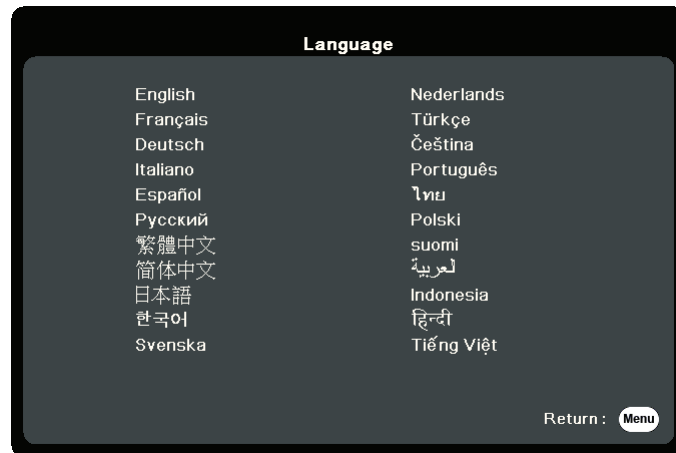 Language
English
Français
Deutsch
Italiano
Español
Русский
繁體中文
简体中文
日本語
한국어
Svenska
Nederlands
Türkçe
Čeština
Português
ไทย
Polski
suomi
العربية
Indonesia
हिन्दी
Tiếng Việt
Return : Menu